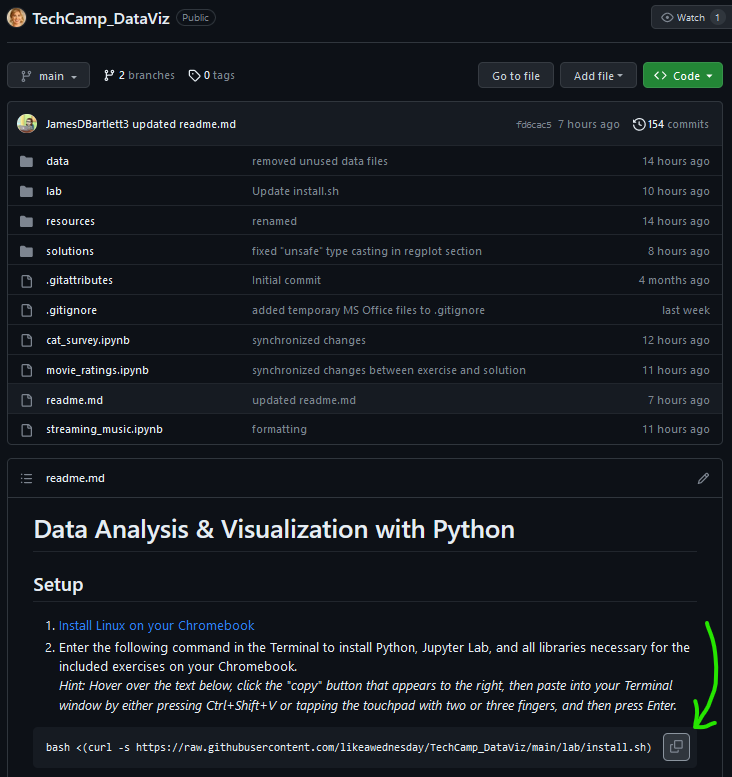 TechCamp_DataViz Public Watch 1
main 2 branches 0 tags Go to file Add file Code
JamesDBartlett3 updated readme.md fd6cac5 7 hours ago 154 commits
data removed unused data files 14 hours ago
lab Update install.sh 10 hours ago
resources renamed 14 hours ago
solutions fixed "unsafe" type casting in regplot section 8 hours ago
.gitattributes Initial commit 4 months ago
.gitignore added temporary MS Office files to .gitignore last week
cat_survey.ipynb synchronized changes 12 hours ago
movie_ratings.ipynb synchronized changes between exercise and solution 11 hours ago
readme.md updated readme.md 7 hours ago
streaming_music.ipynb formatting 11 hours ago
readme.md
Data Analysis & Visualization with Python
Setup
1. Install Linux on your Chromebook
2. Enter the following command in the Terminal to install Python, Jupyter Lab, and all libraries necessary for the
included exercises on your Chromebook.
Hint: Hover over the text below, click the "copy" button that appears to the right, then paste into your Terminal
window by either pressing Ctrl+Shift+V or tapping the touchpad with two or three fingers, and then press Enter.
bash <(curl -s https://raw.githubusercontent.com/likeawednesday/TechCamp_DataViz/main/lab/install.sh)